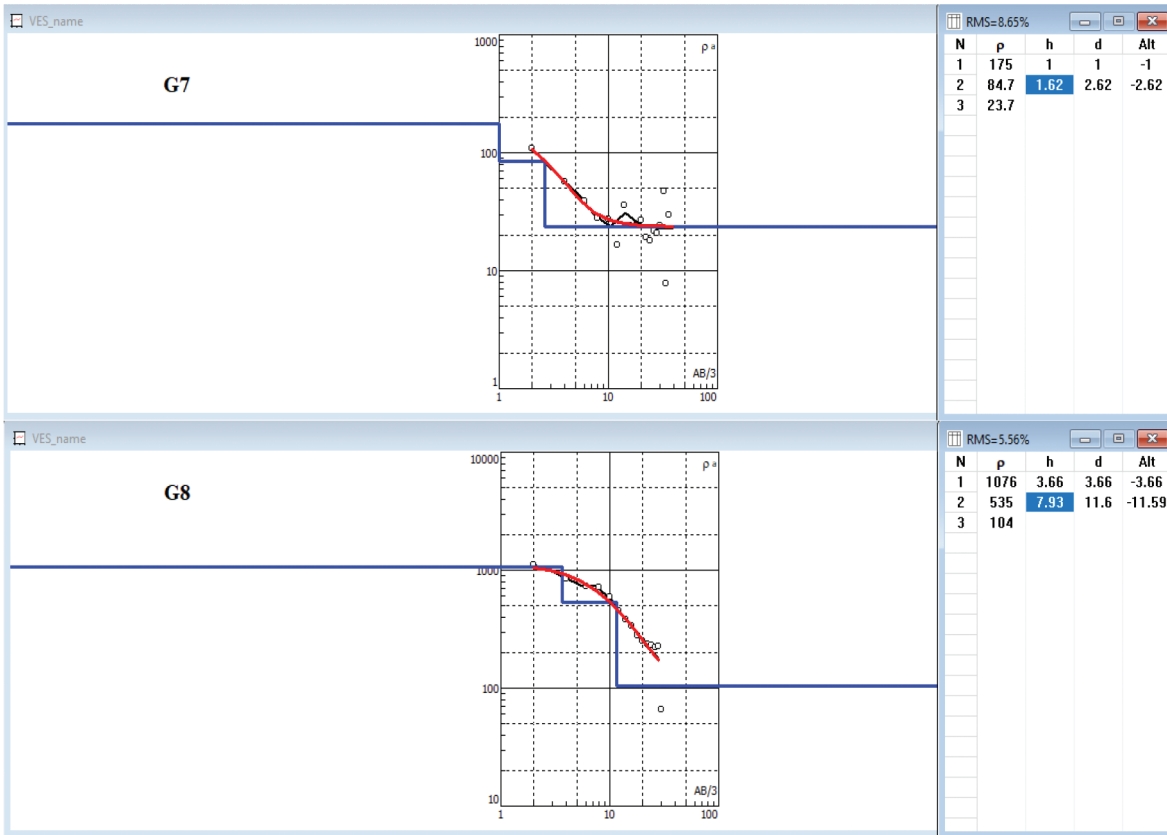 VES_name
G7
1000
100
10
1
ρ a
AB/3
1 10 100
RMS=8.65%
N ρ h d Alt
1 175 1 1 -1
2 84.7 1.62 2.62 -2.62
3 23.7
VES_name
G8
10000
1000
100
10
ρ a
AB/3
1 10 100
RMS=5.56%
N ρ h d Alt
1 1076 3.66 3.66 -3.66
2 535 7.93 11.6 -11.59
3 104